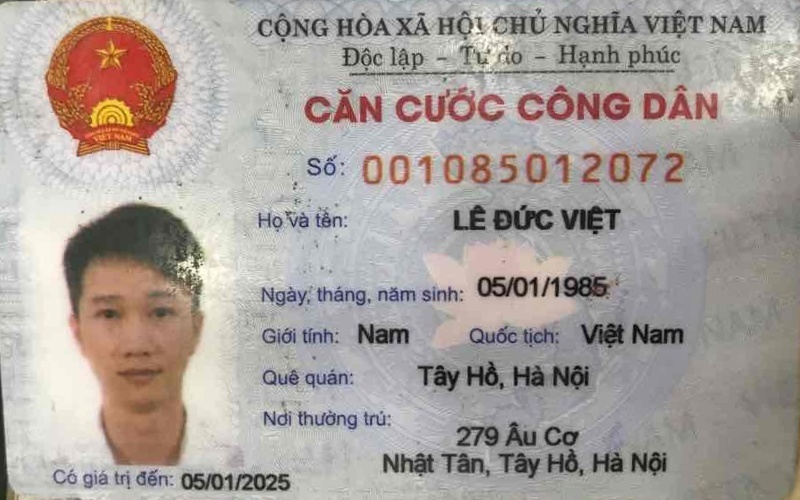 CỘNG HÒA XÃ HỘI CHỦ NGHĨA VIỆT NAM
Độc lập - Tự do - Hạnh phúc
CĂN CƯỚC CÔNG DÂN
Số: 001085012072
Họ và tên: LÊ ĐỨC VIỆT
Ngày, tháng, năm sinh: 05/01/1985
Giới tính: Nam Quốc tịch: Việt Nam
Quê quán: Tây Hồ, Hà Nội
Nơi thường trú:
279 Âu Cơ
Nhật Tân, Tây Hồ, Hà Nội
Có giá trị đến: 05/01/2025
VIỆT NAM